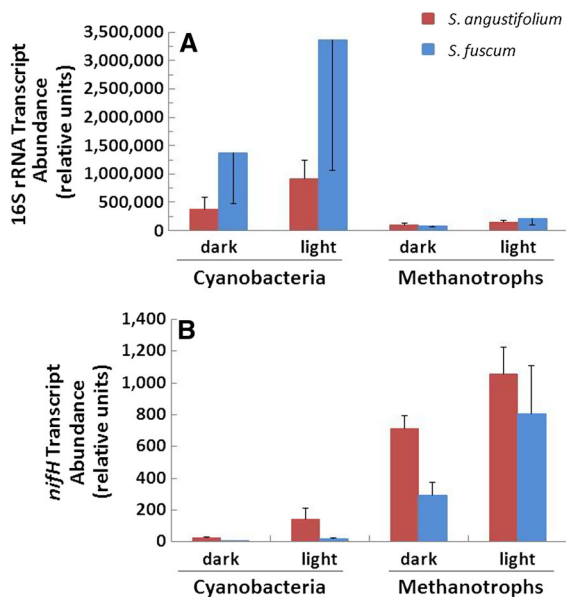 A
S. angustifolium
S. fuscum
16S rRNA Transcript
Abundance
(relative units)
3,500,000
3,000,000
2,500,000
2,000,000
1,500,000
1,000,000
500,000
0
dark light dark light
Cyanobacteria Methanotrophs
B
nifH Transcript
Abundance
(relative units)
1,400
1,200
1,000
800
600
400
200
0
dark light dark light
Cyanobacteria Methanotrophs